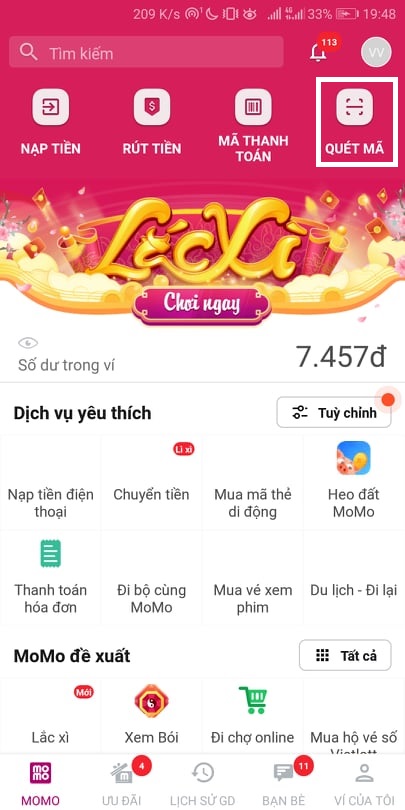 209 K/s 33% 19:48
Tìm kiếm 113 VV
NẠP TIỀN
RÚT TIỀN
MÃ THANH
TOÁN
QUÉT MÃ
Lắc Xì
Chơi ngay
Số dư trong ví 7.457đ
Dịch vụ yêu thích Tuỳ chỉnh
Nạp tiền điện
thoại
Lì xì
Chuyển tiền
Mua mã thẻ
di động
Heo đất
MoMo
Thanh toán
hóa đơn
Đi bộ cùng
MoMo
Mua vé xem
phim
Du lịch - Đi lại
MoMo đề xuất Tất cả
Mới
Lắc xì
Xem Bói
Đi chợ online
Mua hộ vé số
Vietlott
mo
mo
MOMO
4
ƯU ĐÃI
LỊCH SỬ GD
11
BẠN BÈ
VÍ CỦA TÔI